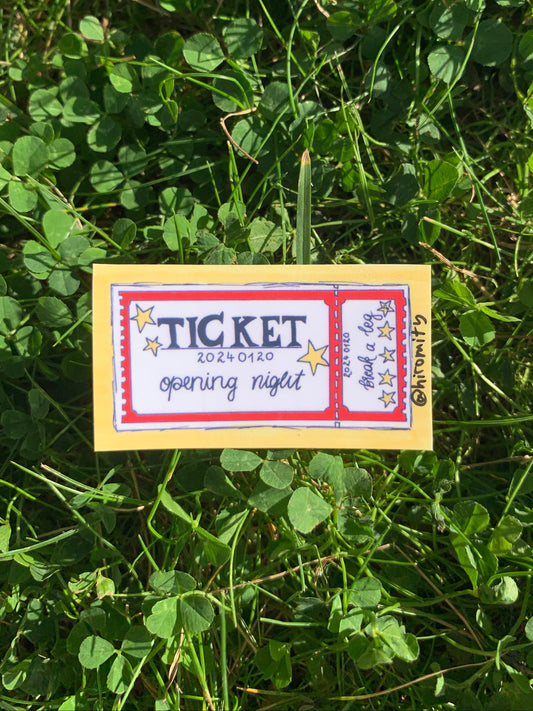 TICKET
20240120
opening night
20240120
Break a leg
@hiromity